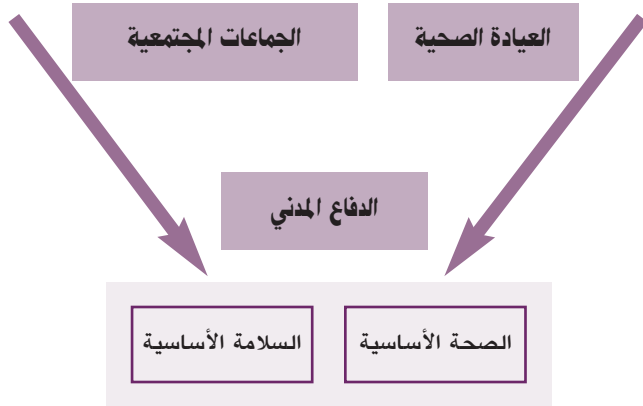 العيادة الصحية
الجماعات المجتمعية
الدفاع المدني
الصحة الأساسية
السلامة الأساسية